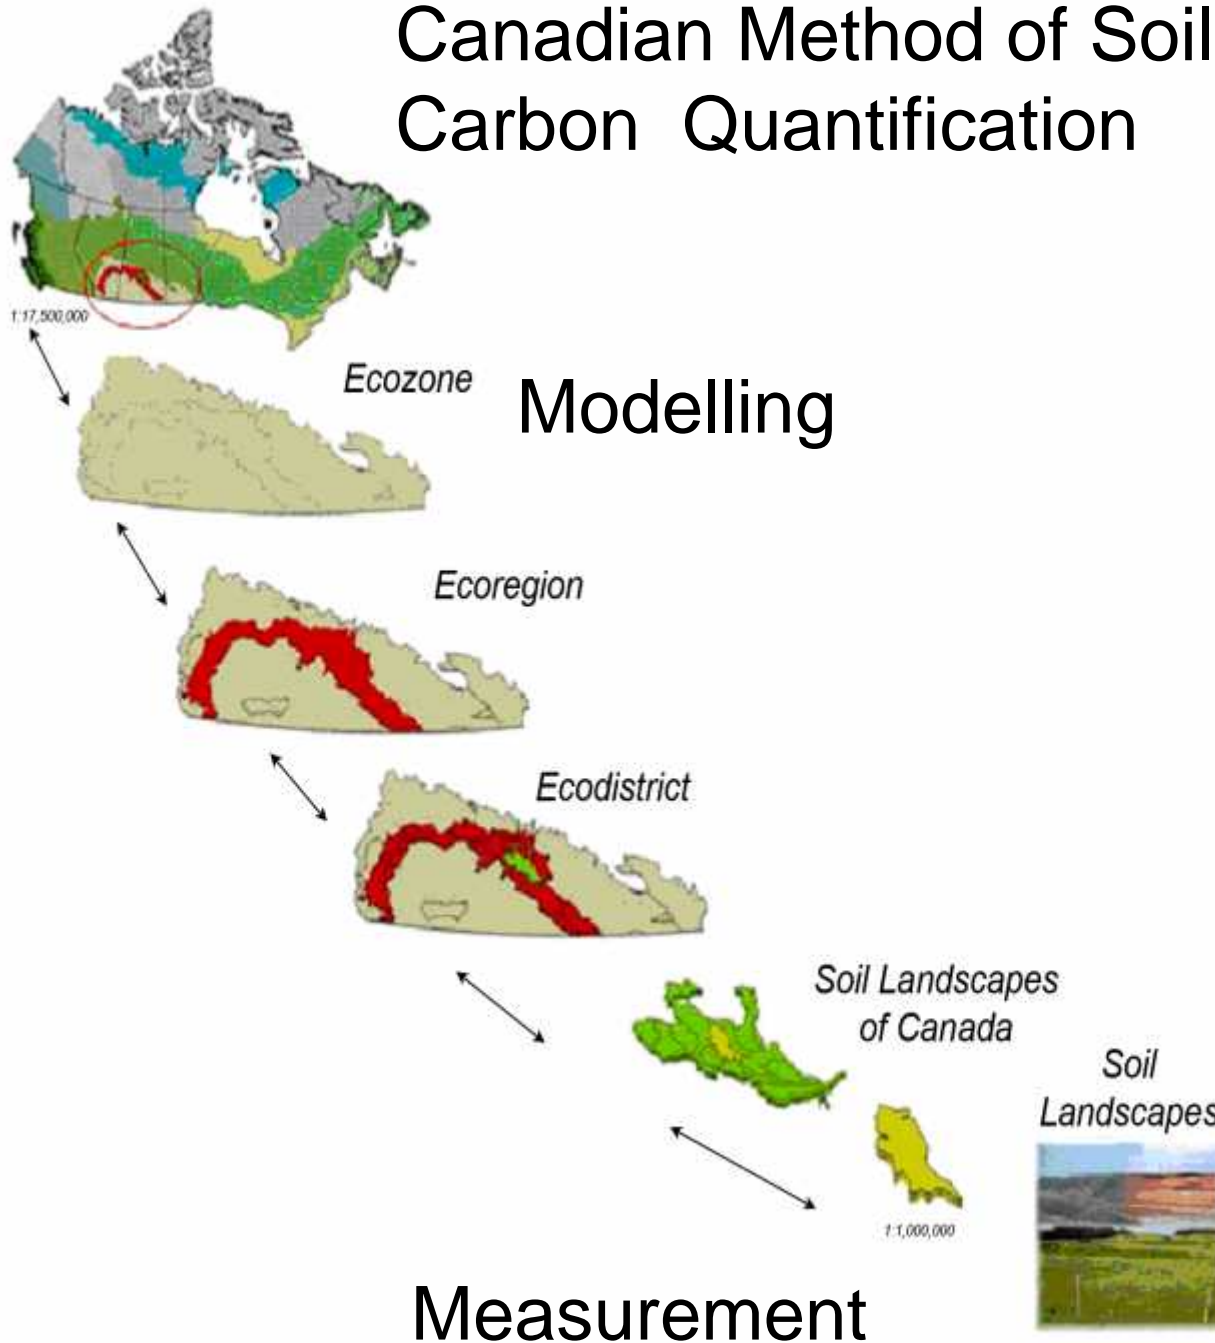 Canadian Method of Soil
Carbon Quantification
1:17,500,000
Ecozone
Modelling
Ecoregion
Ecodistrict
Soil Landscapes
of Canada
Soil
Landscapes
1:1,000,000
Measurement